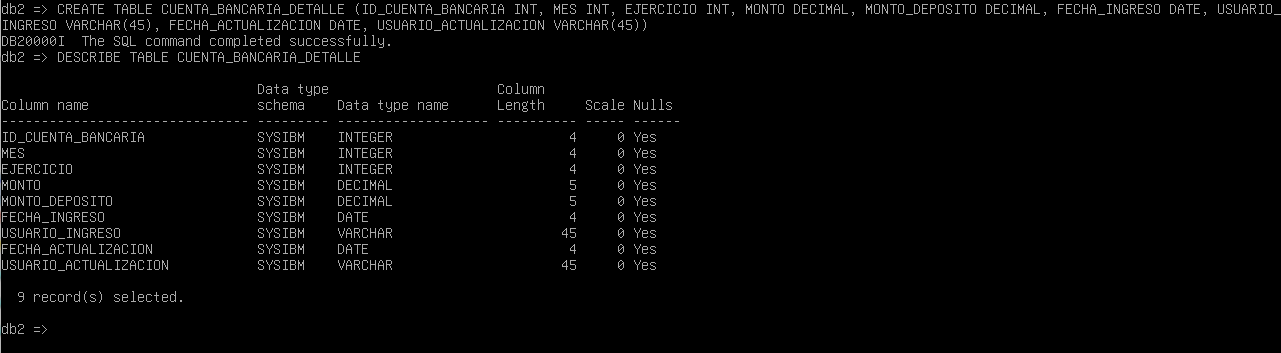 db2 => CREATE TABLE CUENTA_BANCARIA_DETALLE (ID_CUENTA_BANCARIA INT, MES INT, EJERCICIO INT, MONTO DECIMAL, MONTO_DEPOSITO DECIMAL, FECHA_INGRESO DATE, USUARIO_
INGRESO VARCHAR(45), FECHA_ACTUALIZACION DATE, USUARIO_ACTUALIZACION VARCHAR(45))
DB20000I  The SQL command completed successfully.
db2 => DESCRIBE TABLE CUENTA_BANCARIA_DETALLE

                                Data type                     Column
Column name                     schema    Data type name      Length     Scale Nulls
------------------------------- --------- ------------------- ---------- ----- ------
ID_CUENTA_BANCARIA              SYSIBM    INTEGER                      4     0 Yes
MES                             SYSIBM    INTEGER                      4     0 Yes
EJERCICIO                       SYSIBM    INTEGER                      4     0 Yes
MONTO                           SYSIBM    DECIMAL                      5     0 Yes
MONTO_DEPOSITO                  SYSIBM    DECIMAL                      5     0 Yes
FECHA_INGRESO                   SYSIBM    DATE                         4     0 Yes
USUARIO_INGRESO                 SYSIBM    VARCHAR                     45     0 Yes
FECHA_ACTUALIZACION             SYSIBM    DATE                         4     0 Yes
USUARIO_ACTUALIZACION           SYSIBM    VARCHAR                     45     0 Yes

  9 record(s) selected.

db2 =>